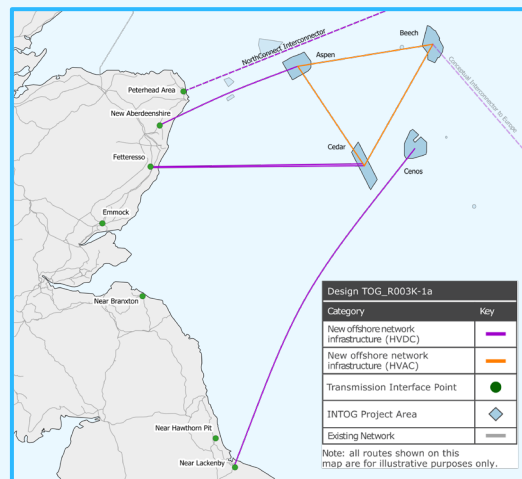 Beech
NorthConnect Interconnector
Aspen
Contextual Interconnector to Europe
Peterhead Area
New Aberdeenshire
Cedar
Fetteresso
Cenos
Emmock
Near Branxton
Near Hawthorn Pit
Near Lackenby
Design TOG_R003K-1a
Category Key
New offshore network
infrastructure (HVDC)
New offshore network
infrastructure (HVAC)
Transmission Interface Point
INTOG Project Area
Existing Network
Note: all routes shown on this
map are for illustrative purposes only.